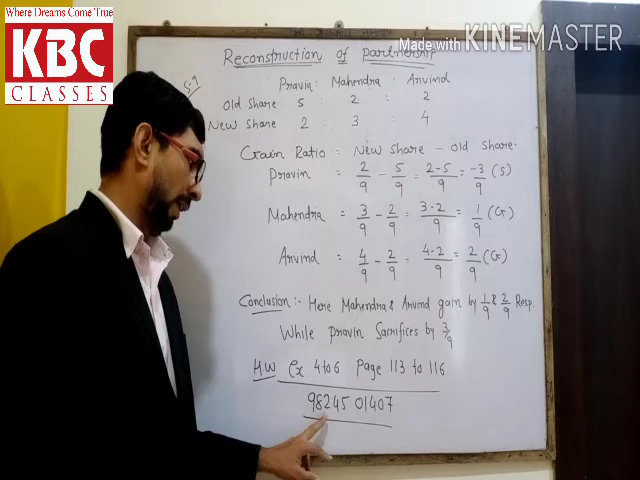 Where Dreams Come True
KBC
CLASSES
Made with KINEMASTER
Reconstruction of partnership
5-9
Pravin : Mahendra : Arvind
Old Share 5 : 2 : 2
New Share 2 : 3 : 4
Gain Ratio = New share - Old share.
Pravin = 2/9 - 5/9 = 2-5/9 = -3/9 (S)
Mahendra = 3/9 - 2/9 = 3-2/9 = 1/9 (G)
Arvind = 4/9 - 2/9 = 4-2/9 = 2/9 (G)
Conclusion :- Here Mahendra & Arvind gain by 1/9 & 2/9 Resp.
While pravin Sacrifices by 3/9
H.W Ex 4 to 6 Page 113 to 116
98245 01407